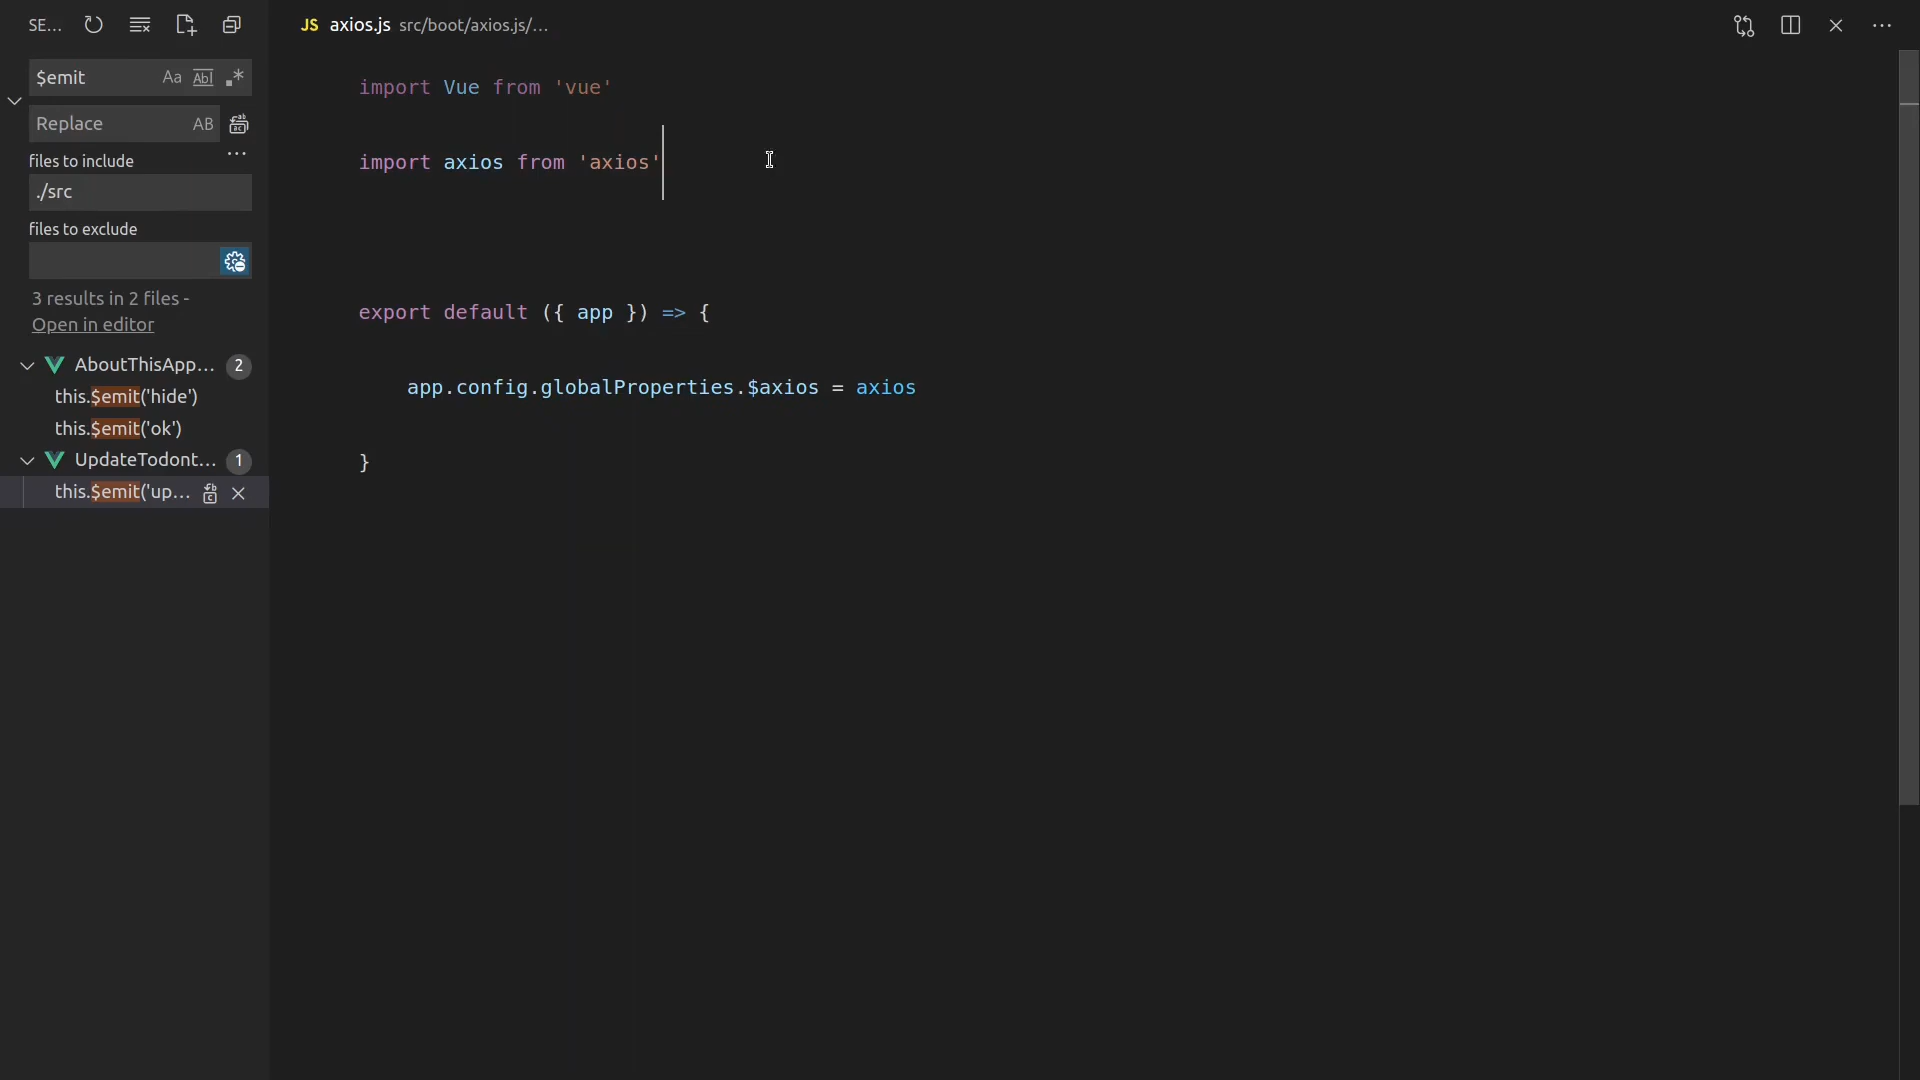 SE...
$emit Aa Abl .*
Replace AB
files to include ...
./src
files to exclude
3 results in 2 files -
Open in editor
AboutThisApp... 2
this.$emit('hide')
this.$emit('ok')
UpdateTodont... 1
this.$emit('up...
JS axios.js src/boot/axios.js/...
import Vue from 'vue'
import axios from 'axios'
export default ({ app }) => {
app.config.globalProperties.$axios = axios
}